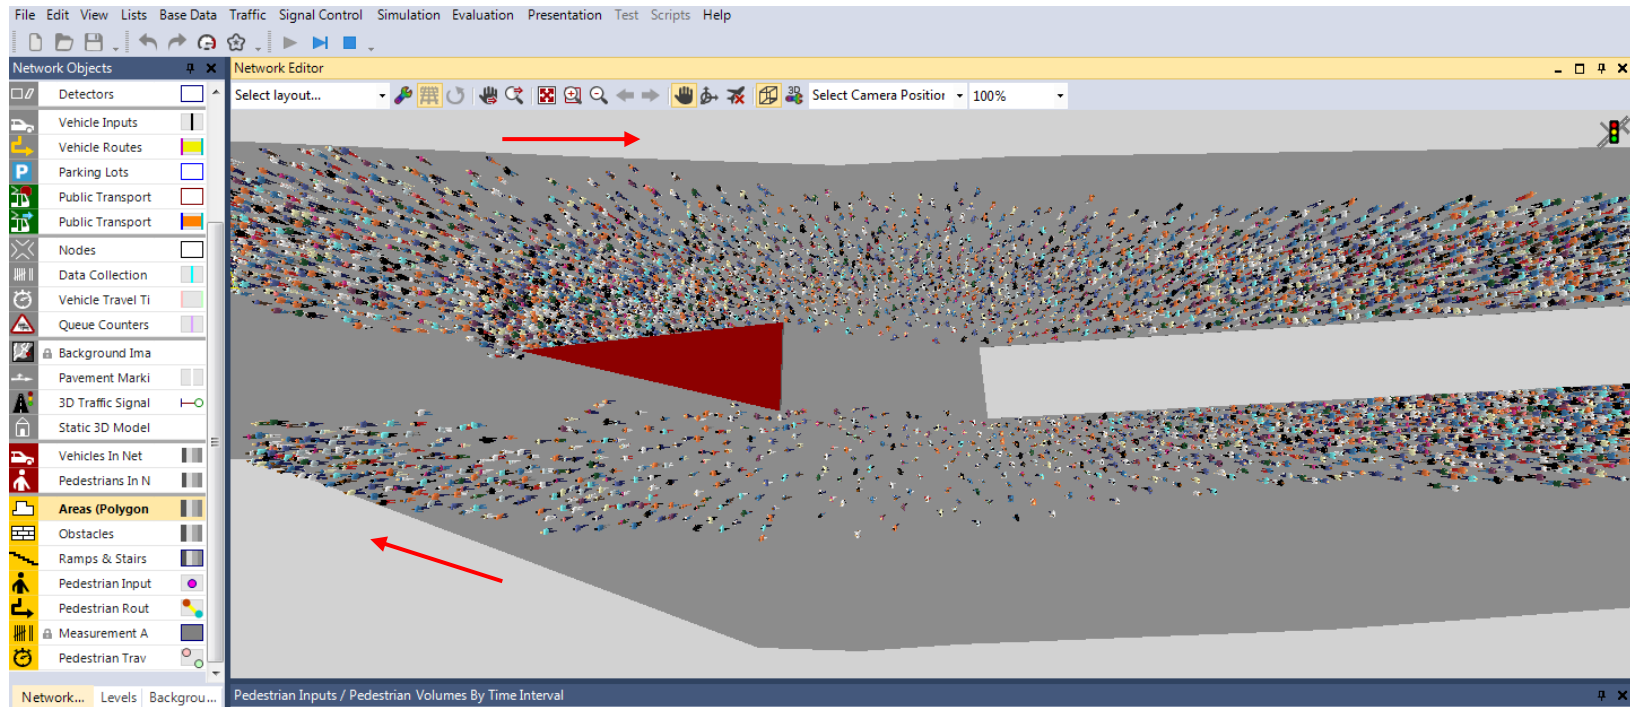 File Edit View Lists Base Data Traffic Signal Control Simulation Evaluation Presentation Test Scripts Help
Network Objects
Network Editor
Select layout...
3D
Select Camera Position
100%
Detectors
Vehicle Inputs
Vehicle Routes
P
Parking Lots
Public Transport
Public Transport
Nodes
Data Collection
Vehicle Travel Ti
Queue Counters
Background Ima
Pavement Marki
3D Traffic Signal
Static 3D Model
Vehicles In Net
Pedestrians In N
Areas (Polygon
Obstacles
Ramps & Stairs
Pedestrian Input
Pedestrian Rout
Measurement A
Pedestrian Trav
Network... Levels Backgrou...
Pedestrian Inputs / Pedestrian Volumes By Time Interval